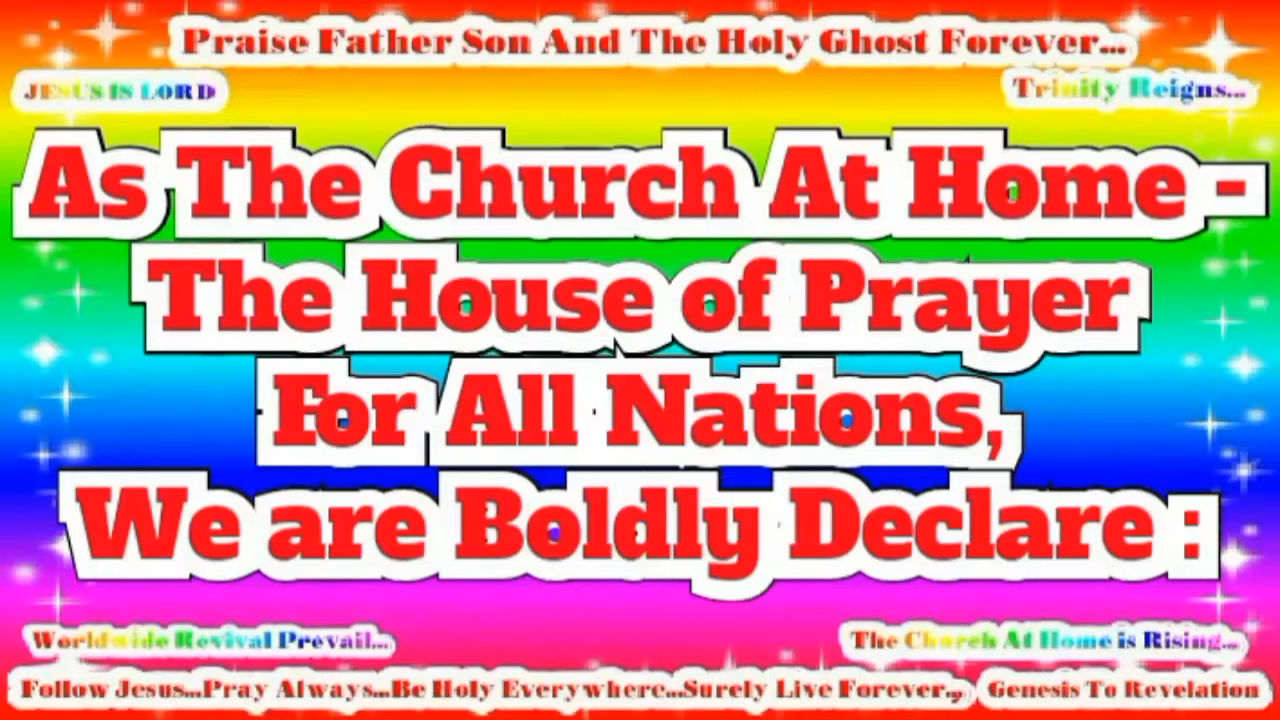 Praise Father Son And The Holy Ghost Forever...
JESUS IS LORD
Trinity Reigns...
As The Church At Home -
The House of Prayer
For All Nations,
We are Boldly Declare :
Worldwide Revival Prevail...
The Church At Home is Rising...
Follow Jesus...Pray Always...Be Holy Everywhere...Surely Live Forever..,
Genesis To Revelation